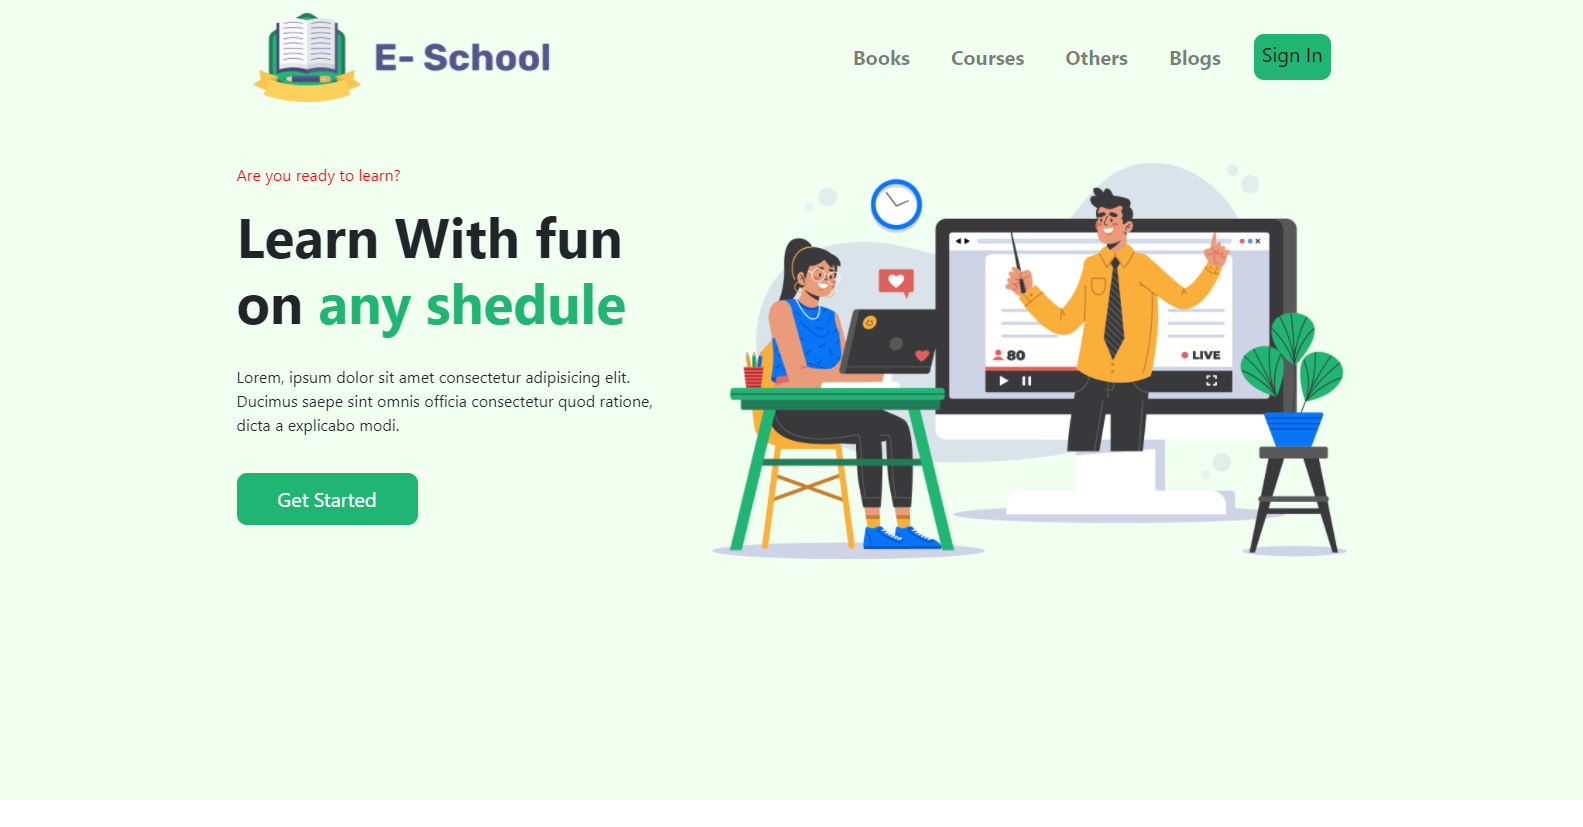 E- School
Books
Courses
Others
Blogs
Sign In
Are you ready to learn?
Learn With fun
on any shedule
Lorem, ipsum dolor sit amet consectetur adipisicing elit.
Ducimus saepe sint omnis officia consectetur quod ratione,
dicta a explicabo modi.
Get Started
80
LIVE